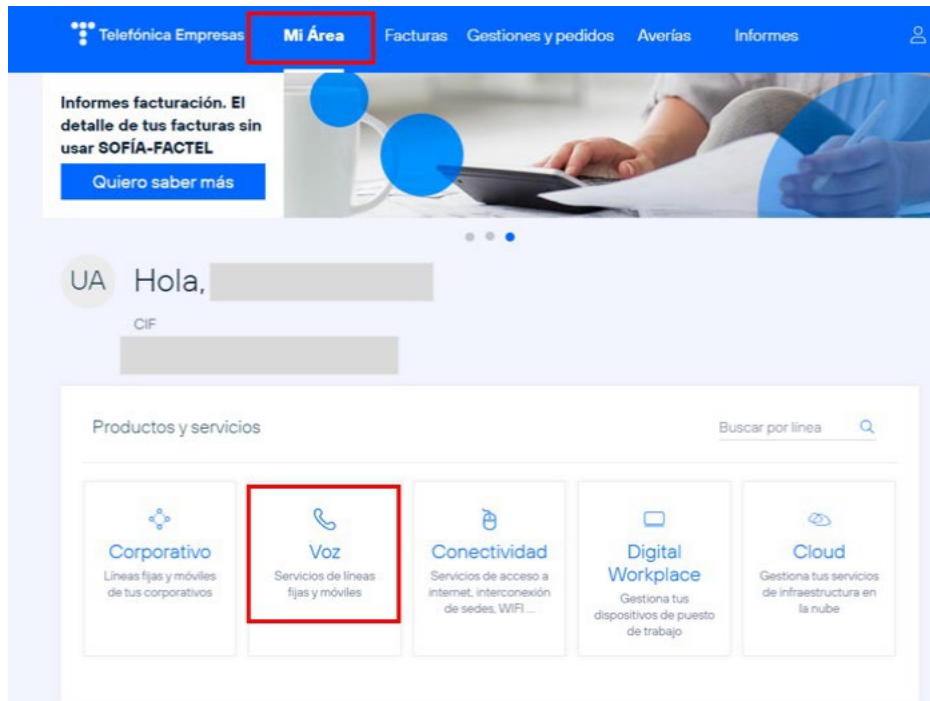 Telefónica Empresas
Mi Área
Facturas
Gestiones y pedidos
Averías
Informes
Informes facturación. El
detalle de tus facturas sin
usar SOFÍA-FACTEL
Quiero saber más
UA
Hola,
CIF
Productos y servicios
Buscar por línea
Corporativo
Líneas fijas y móviles
de tus corporativos
Voz
Servicios de líneas
fijas y móviles
Conectividad
Servicios de acceso a
internet, interconexión
de sedes, WIFI ...
Digital
Workplace
Gestiona tus
dispositivos de puesto
de trabajo
Cloud
Gestiona tus servicios
de infraestructura en
la nube